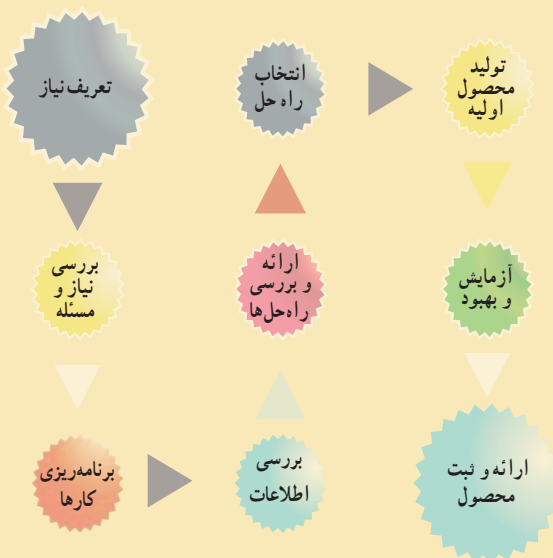 تعریف نیاز
بررسی
نیاز و
مسئله
برنامه‌ریزی
کارها
بررسی
اطلاعات
ارائه
و بررسی
راه‌حل‌ها
انتخاب
راه حل
تولید
محصول
اولیه
آزمایش
و بهبود
ارائه و ثبت
محصول